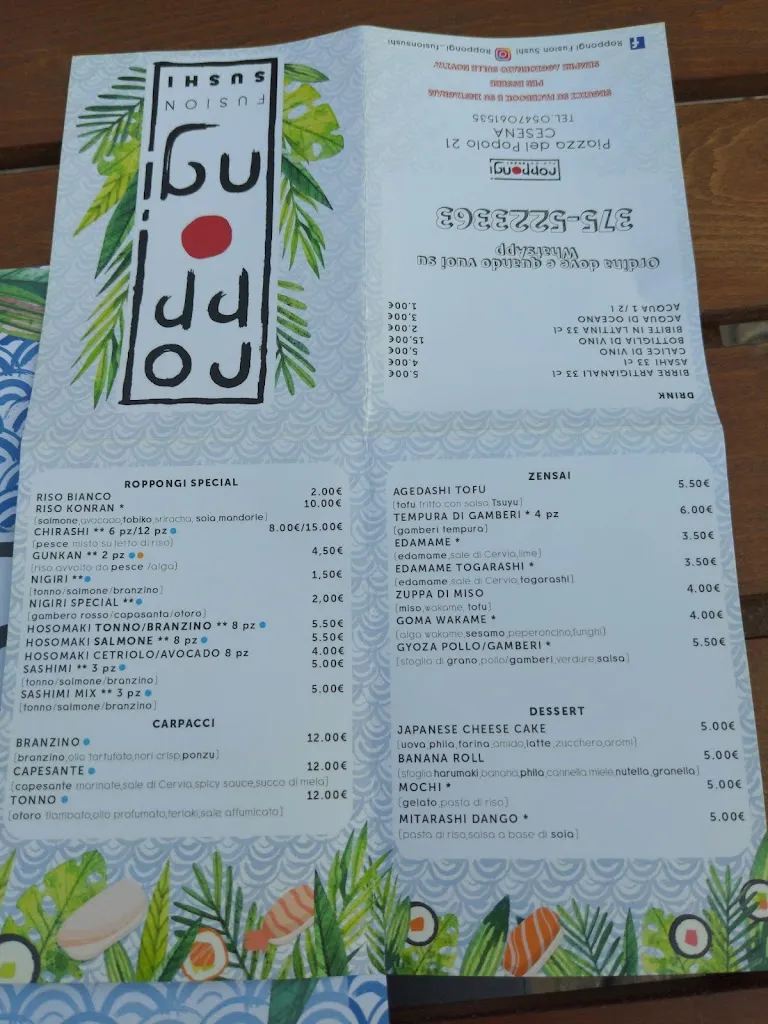 roppongi
FUSION
SUSHI
Roppongi Fusion Sushi Roppongi_fusionsushi
SEGUICI SU FACEBOOK E SU INSTAGRAM
PER ESSERE
SEMPRE AGGIORNATO SULLE NOVITA'
Piazza del Popolo 21
CESENA
TEL.0547061535
roppongi
375-5223363
Ordina dove e quando vuoi su
WhatsApp
DRINK
BIRRE ARTIGIANALI 33 cl 5,00€
ASAHI 33 cl 4,00€
CALICE DI VINO 5,00€
BOTTIGLIA DI VINO 15,00€
BIBITE IN LATTINA 33 cl 2,00€
ACQUA DI OCEANO 3,00€
ACQUA 1/2 l 1,00€
ROPPONGI SPECIAL
RISO BIANCO 2.00€
RISO KONRAN * 10.00€
[salmone,avocado,tobiko,sriracha, soia,mandorle]
CHIRASHI ** 6 pz/12 pz 8.00€/15.00€
[pesce misto su letto di riso]
GUNKAN ** 2 pz 4,50€
[riso avvolto da pesce /alga]
NIGIRI ** 1,50€
[tonno/salmone/branzino]
NIGIRI SPECIAL ** 2,00€
[gambero rosso/capasanta/otoro]
HOSOMAKI TONNO/BRANZINO ** 8 pz 5.50€
HOSOMAKI SALMONE ** 8 pz 5.50€
HOSOMAKI CETRIOLO/AVOCADO 8 pz 4.00€
SASHIMI ** 3 pz 5.00€
[tonno/salmone/branzino]
SASHIMI MIX ** 3 pz 5.00€
[tonno/salmone/branzino]
CARPACCI
BRANZINO 12.00€
[branzino,olio tartufato,nori crisp,ponzu]
CAPESANTE 12.00€
[capesante marinate,sale di Cervia,spicy sauce,succo di mela]
TONNO 12.00€
[otoro flambato,olio profumato,teriaki,sale affumicato]
ZENSAI
AGEDASHI TOFU 5.50€
[tofu fritto con salsa Tsuyu]
TEMPURA DI GAMBERI * 4 pz 6.00€
[gamberi tempura]
EDAMAME * 3.50€
[edamame,sale di Cervia,lime]
EDAMAME TOGARASHI * 3.50€
[edamame,sale di Cervia,togarashi]
ZUPPA DI MISO 4.00€
[miso,wakame, tofu]
GOMA WAKAME * 4.00€
[alga wakame,sesamo,peperoncino,funghi]
GYOZA POLLO/GAMBERI * 5.50€
[sfoglia di grano,pollo/gamberi,verdure,salsa]
DESSERT
JAPANESE CHEESE CAKE 5.00€
[uova,phila,farina,amido,latte ,zucchero,aromi]
BANANA ROLL 5.00€
[sfoglia harumaki,banana,phila,cannella,miele,nutella,granella]
MOCHI * 5.00€
[gelato,pasta di riso]
MITARASHI DANGO * 5.00€
[pasta di riso,salsa a base di soia]